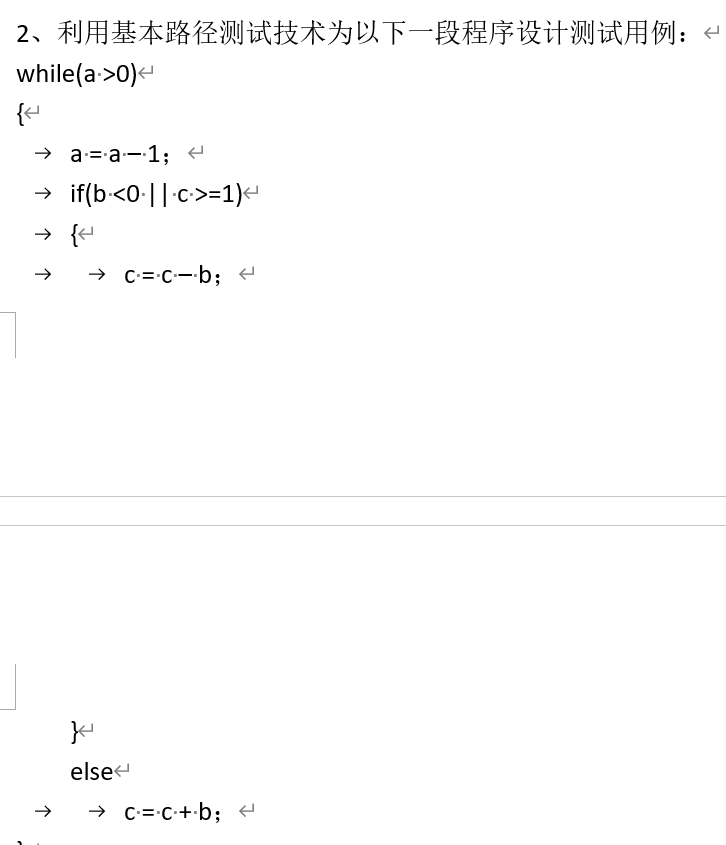 2、利用基本路径测试技术为以下一段程序设计测试用例：
while(a >0)
{
a = a – 1；
if(b <0 || c >=1)
{
c = c – b；
}
else
c = c + b；
}